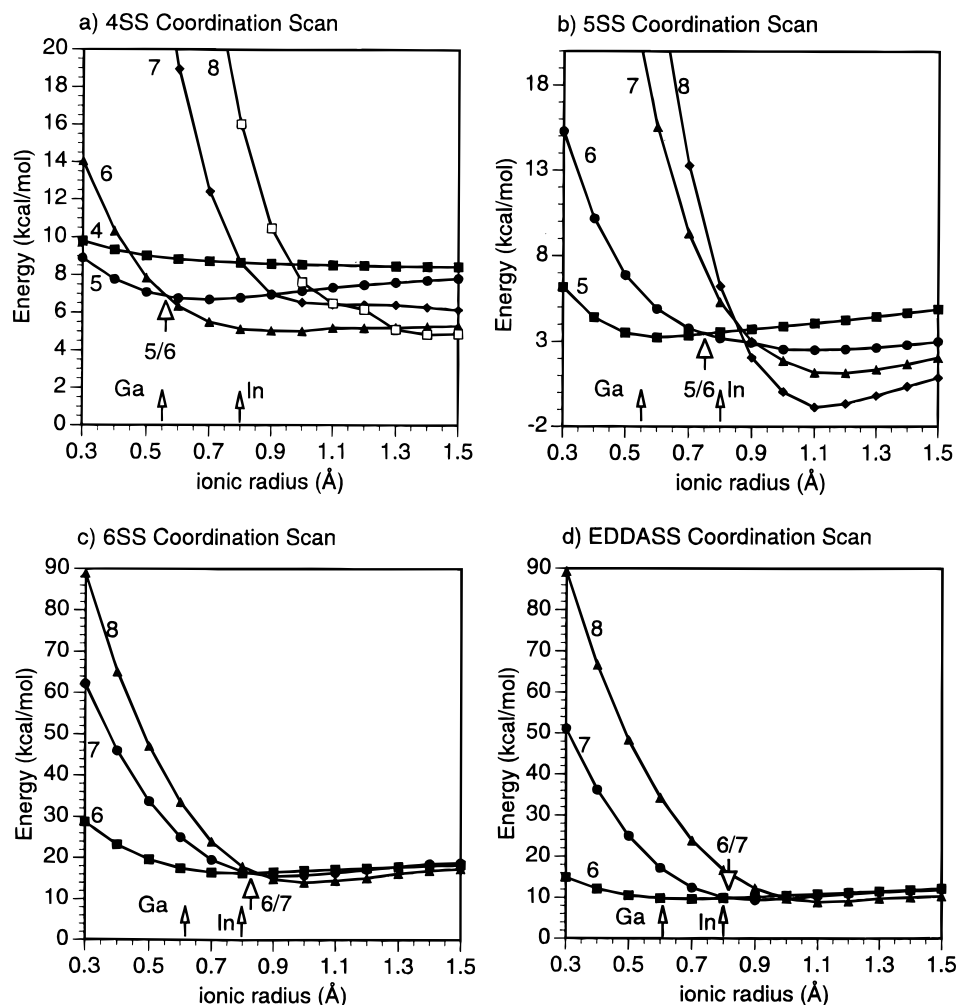 a) 4SS Coordination Scan
20
18
16
14
12
10
8
6
4
2
0
Energy (kcal/mol)
7
8
6
4
5
5/6
Ga
In
0.3 0.5 0.7 0.9 1.1 1.3 1.5
ionic radius (Å)
b) 5SS Coordination Scan
18
13
8
3
-2
Energy (kcal/mol)
7
8
6
5
5/6
Ga
In
0.3 0.5 0.7 0.9 1.1 1.3 1.5
ionic radius (Å)
c) 6SS Coordination Scan
90
80
70
60
50
40
30
20
10
0
Energy (kcal/mol)
8
7
6
6/7
Ga
In
0.3 0.5 0.7 0.9 1.1 1.3 1.5
ionic radius (Å)
d) EDDASS Coordination Scan
90
80
70
60
50
40
30
20
10
0
Energy (kcal/mol)
8
7
6/7
6
Ga
In
0.3 0.5 0.7 0.9 1.1 1.3 1.5
ionic radius (Å)